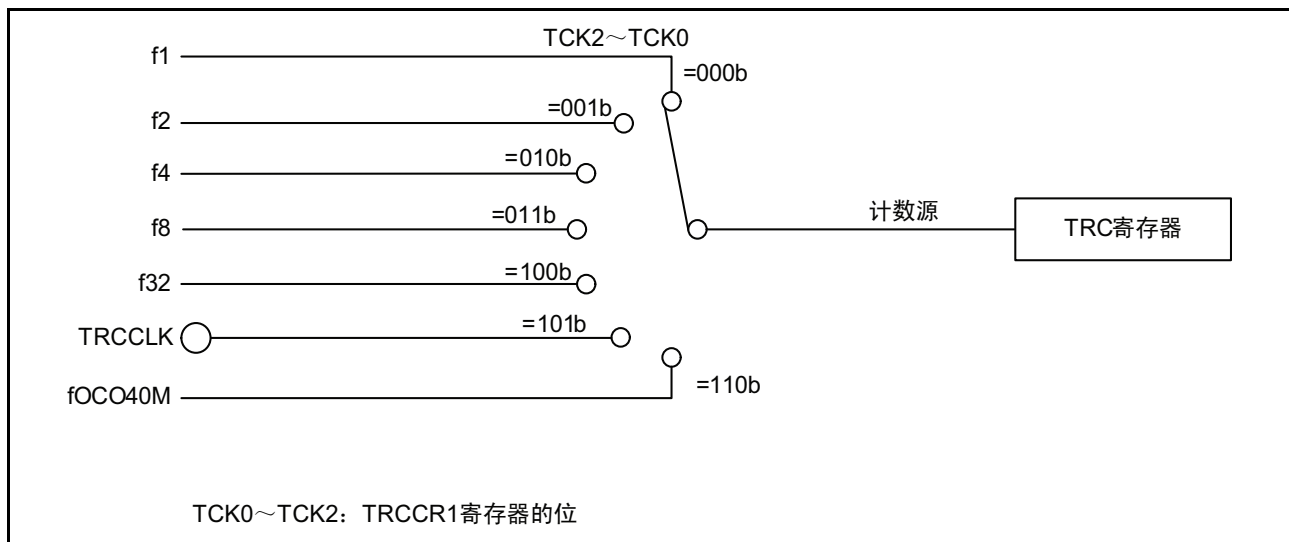 TCK2～TCK0
f1
=000b
f2
=001b
f4
=010b
f8
=011b
计数源
TRC寄存器
f32
=100b
TRCCLK
=101b
fOCO40M
=110b
TCK0～TCK2：TRCCR1寄存器的位